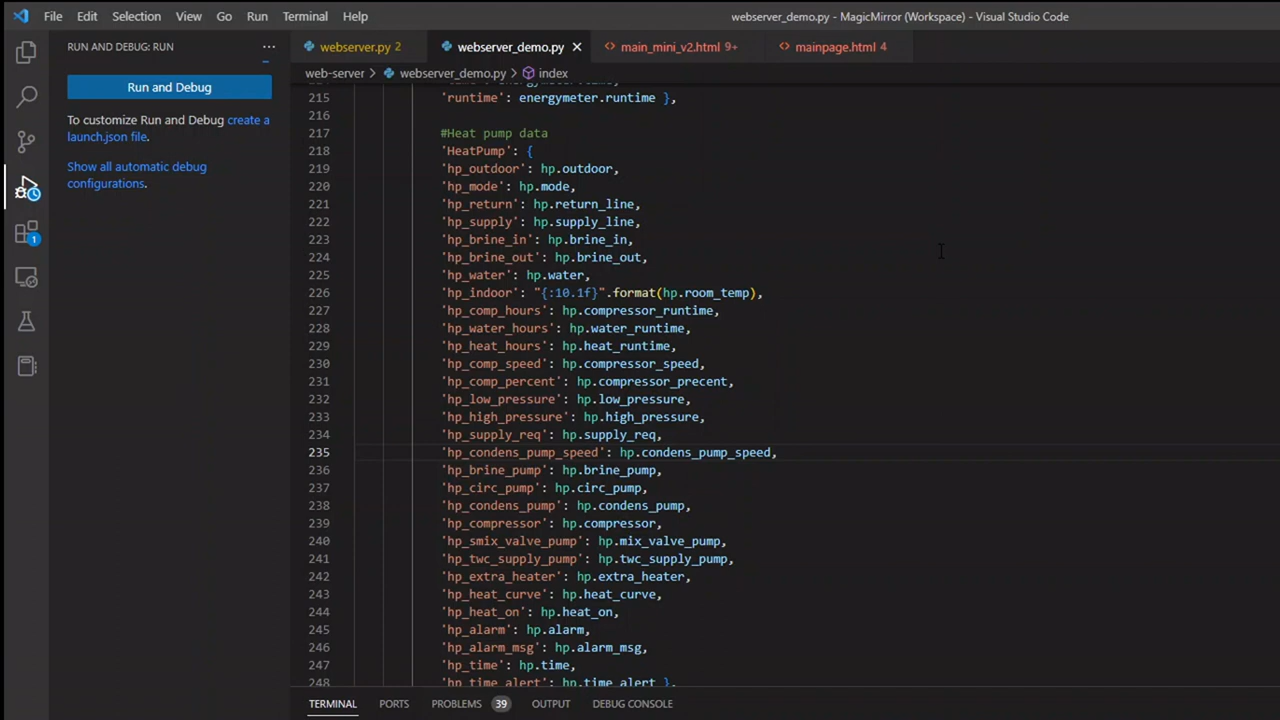 File Edit Selection View Go Run Terminal Help
webserver_demo.py - MagicMirror (Workspace) - Visual Studio Code
RUN AND DEBUG: RUN
Run and Debug
To customize Run and Debug create a
launch.json file.
Show all automatic debug
configurations.
1
webserver.py 2
webserver_demo.py
main_mini_v2.html 9+
mainpage.html 4
web-server > webserver_demo.py > index
215 'runtime': energymeter.runtime },
216
217 #Heat pump data
218 'HeatPump': {
219 'hp_outdoor': hp.outdoor,
220 'hp_mode': hp.mode,
221 'hp_return': hp.return_line,
222 'hp_supply': hp.supply_line,
223 'hp_brine_in': hp.brine_in,
224 'hp_brine_out': hp.brine_out,
225 'hp_water': hp.water,
226 'hp_indoor': "{:10.1f}".format(hp.room_temp),
227 'hp_comp_hours': hp.compressor_runtime,
228 'hp_water_hours': hp.water_runtime,
229 'hp_heat_hours': hp.heat_runtime,
230 'hp_comp_speed': hp.compressor_speed,
231 'hp_comp_percent': hp.compressor_precent,
232 'hp_low_pressure': hp.low_pressure,
233 'hp_high_pressure': hp.high_pressure,
234 'hp_supply_req': hp.supply_req,
235 'hp_condens_pump_speed': hp.condens_pump_speed,
236 'hp_brine_pump': hp.brine_pump,
237 'hp_circ_pump': hp.circ_pump,
238 'hp_condens_pump': hp.condens_pump,
239 'hp_compressor': hp.compressor,
240 'hp_smix_valve_pump': hp.mix_valve_pump,
241 'hp_twc_supply_pump': hp.twc_supply_pump,
242 'hp_extra_heater': hp.extra_heater,
243 'hp_heat_curve': hp.heat_curve,
244 'hp_heat_on': hp.heat_on,
245 'hp_alarm': hp.alarm,
246 'hp_alarm_msg': hp.alarm_msg,
247 'hp_time': hp.time,
248 'hp_time_alert': hp.time_alert },
TERMINAL PORTS PROBLEMS 39 OUTPUT DEBUG CONSOLE